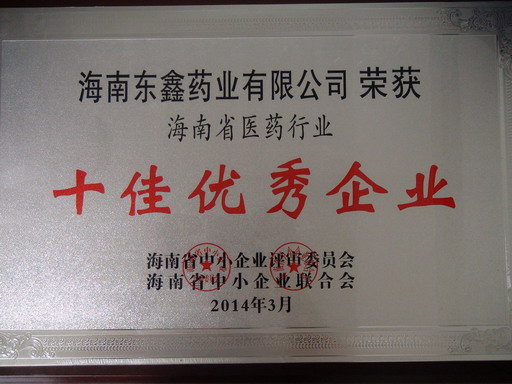 海南东鑫药业有限公司 荣获
海南省医药行业
十佳优秀企业
海南省中小企业评审委员会
海南省中小企业联合会
2014年3月